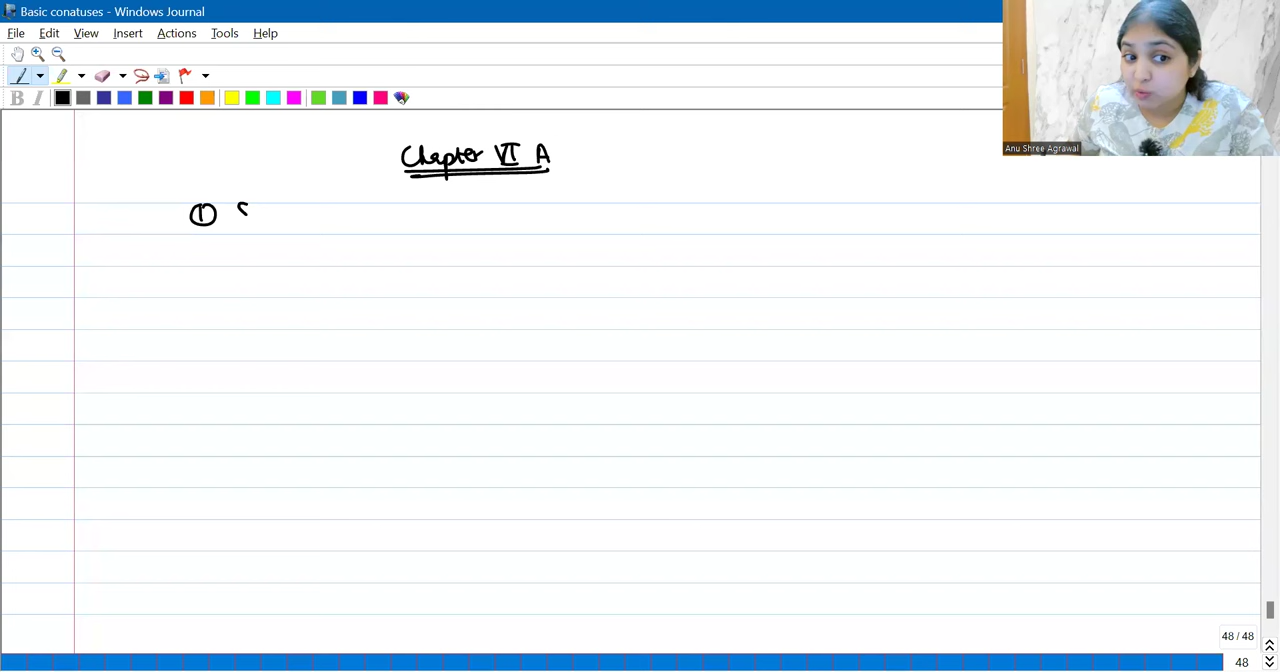 Basic conatuses - Windows Journal
File Edit View Insert Actions Tools Help
B I
Chapter VI A
①
Anu Shree Agrawal
48 / 48
48